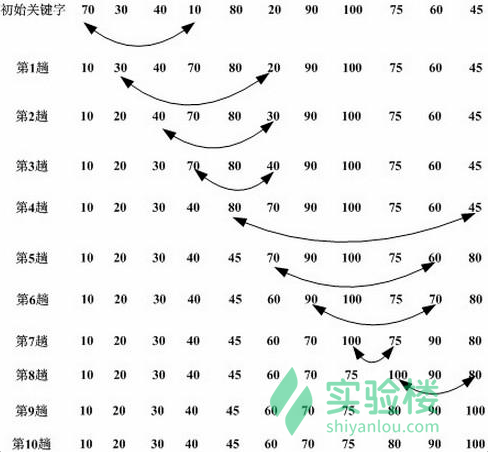 初始关键字 70 30 40 10 80 20 90 100 75 60 45
第1趟 10 30 40 70 80 20 90 100 75 60 45
第2趟 10 20 40 70 80 30 90 100 75 60 45
第3趟 10 20 30 70 80 40 90 100 75 60 45
第4趟 10 20 30 40 80 70 90 100 75 60 45
第5趟 10 20 30 40 45 70 90 100 75 60 80
第6趟 10 20 30 40 45 60 90 100 75 70 80
第7趟 10 20 30 40 45 60 70 100 75 90 80
第8趟 10 20 30 40 45 60 70 75 100 90 80
第9趟 10 20 30 40 45 60 70 75 80 90 100
第10趟 10 20 30 40 45 60 70 75 80 90 100
实验楼
shiyanlou.com